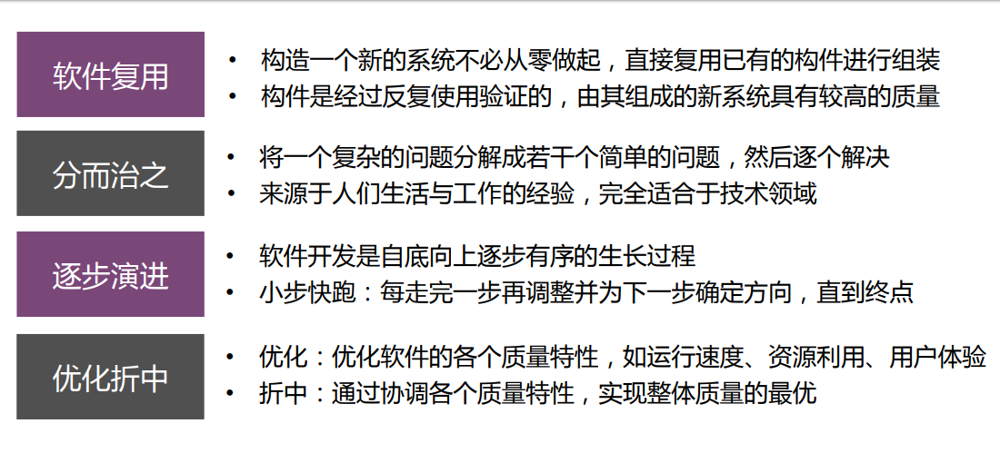 软件复用
• 构造一个新的系统不必从零做起，直接复用已有的构件进行组装
• 构件是经过反复使用验证的，由其组成的新系统具有较高的质量
分而治之
• 将一个复杂的问题分解成若干个简单的问题，然后逐个解决
• 来源于人们生活与工作的经验，完全适合于技术领域
逐步演进
• 软件开发是自底向上逐步有序的生长过程
• 小步快跑：每走完一步再调整并为下一步确定方向，直到终点
优化折中
• 优化：优化软件的各个质量特性，如运行速度、资源利用、用户体验
• 折中：通过协调各个质量特性，实现整体质量的最优